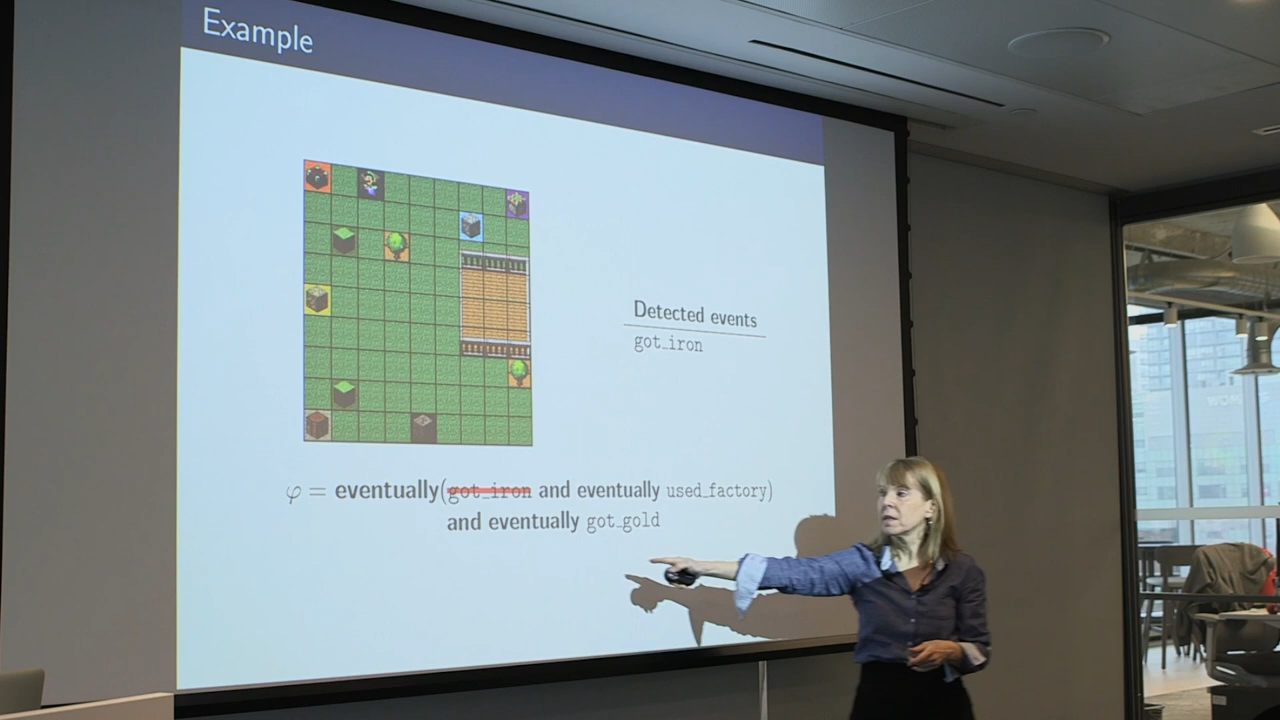 Example
Detected events
got_iron
φ = eventually(got_iron and eventually used_factory)
and eventually got_gold